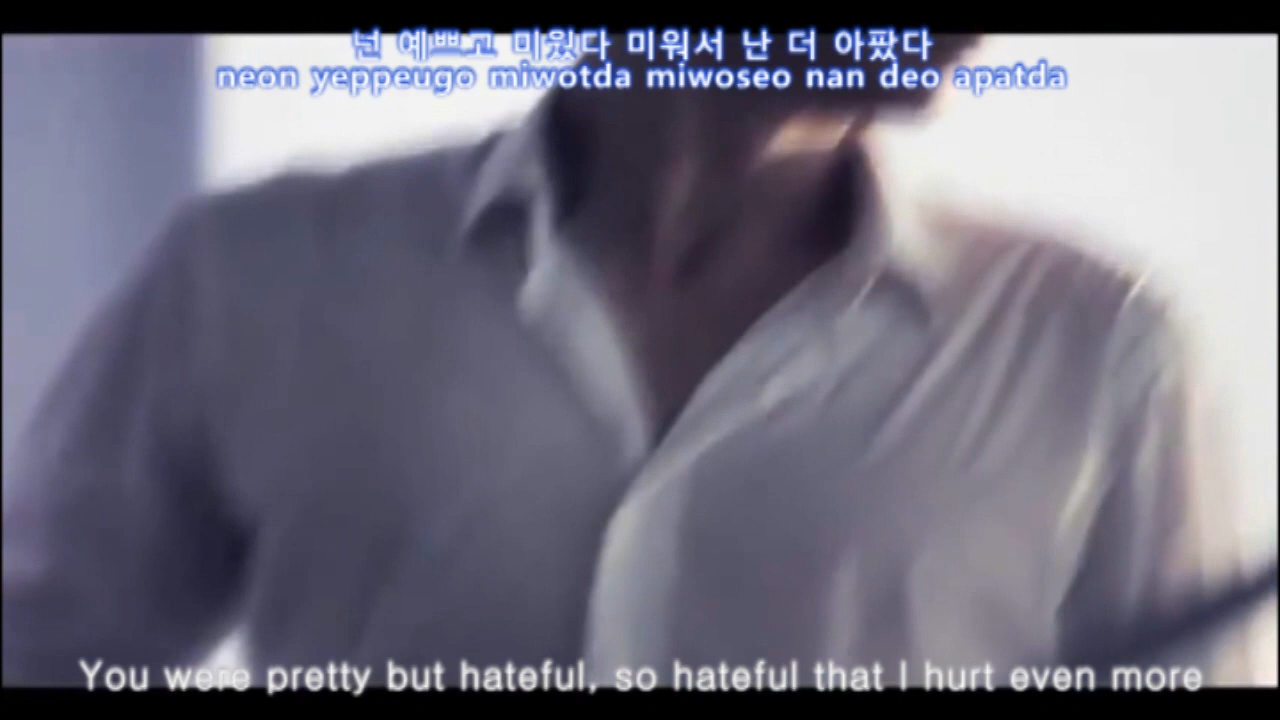 넌 예쁘고 미웠다 미워서 난 더 아팠다
neon yeppeugo miwotda miwoseo nan deo apatda
You were pretty but hateful, so hateful that I hurt even more